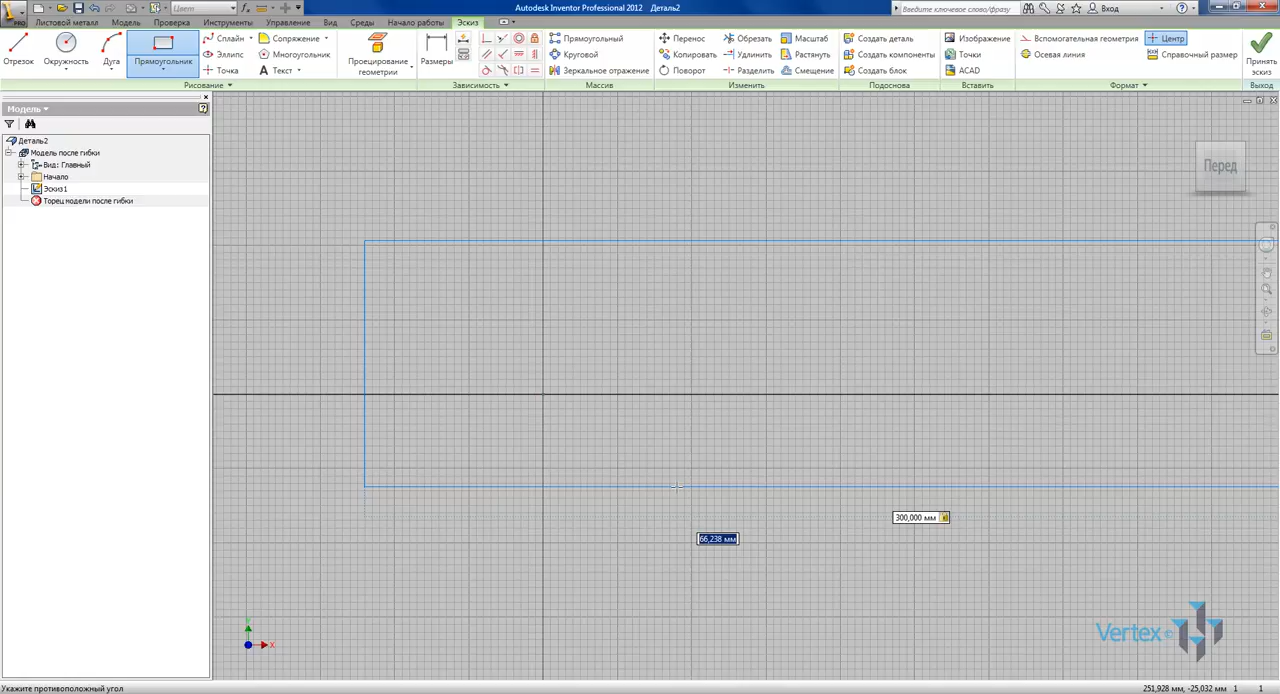 Autodesk Inventor Professional 2012 Деталь2
Цвет
Введите ключевое слово/фразу
Вход
PRO
Листовой металл Модель Проверка Инструменты Управление Вид Среды Начало работы Эскиз
Отрезок Окружность Дуга Прямоугольник
Сплайн Сопряжение
Эллипс Многоугольник
Точка Текст
Проецирование геометрии
Размеры
Прямоугольный
Круговой
Зеркальное отражение
Перенос Обрезать Масштаб
Копировать Удлинить Растянуть
Поворот Разделить Смещение
Создать деталь
Создать компоненты
Создать блок
Изображение
Точки
ACAD
Вспомогательная геометрия Центр
Осевая линия Справочный размер
Принять эскиз
Рисование Зависимость Массив Изменить Подоснова Вставить Формат Выход
Модель
Деталь2
Модель после гибки
Вид: Главный
Начало
Эскиз1
Торец модели после гибки
Перед
300,000 мм
66,238 мм
Y
X
Vertex ©
Укажите противоположный угол
251,928 мм, -25,032 мм 1 1